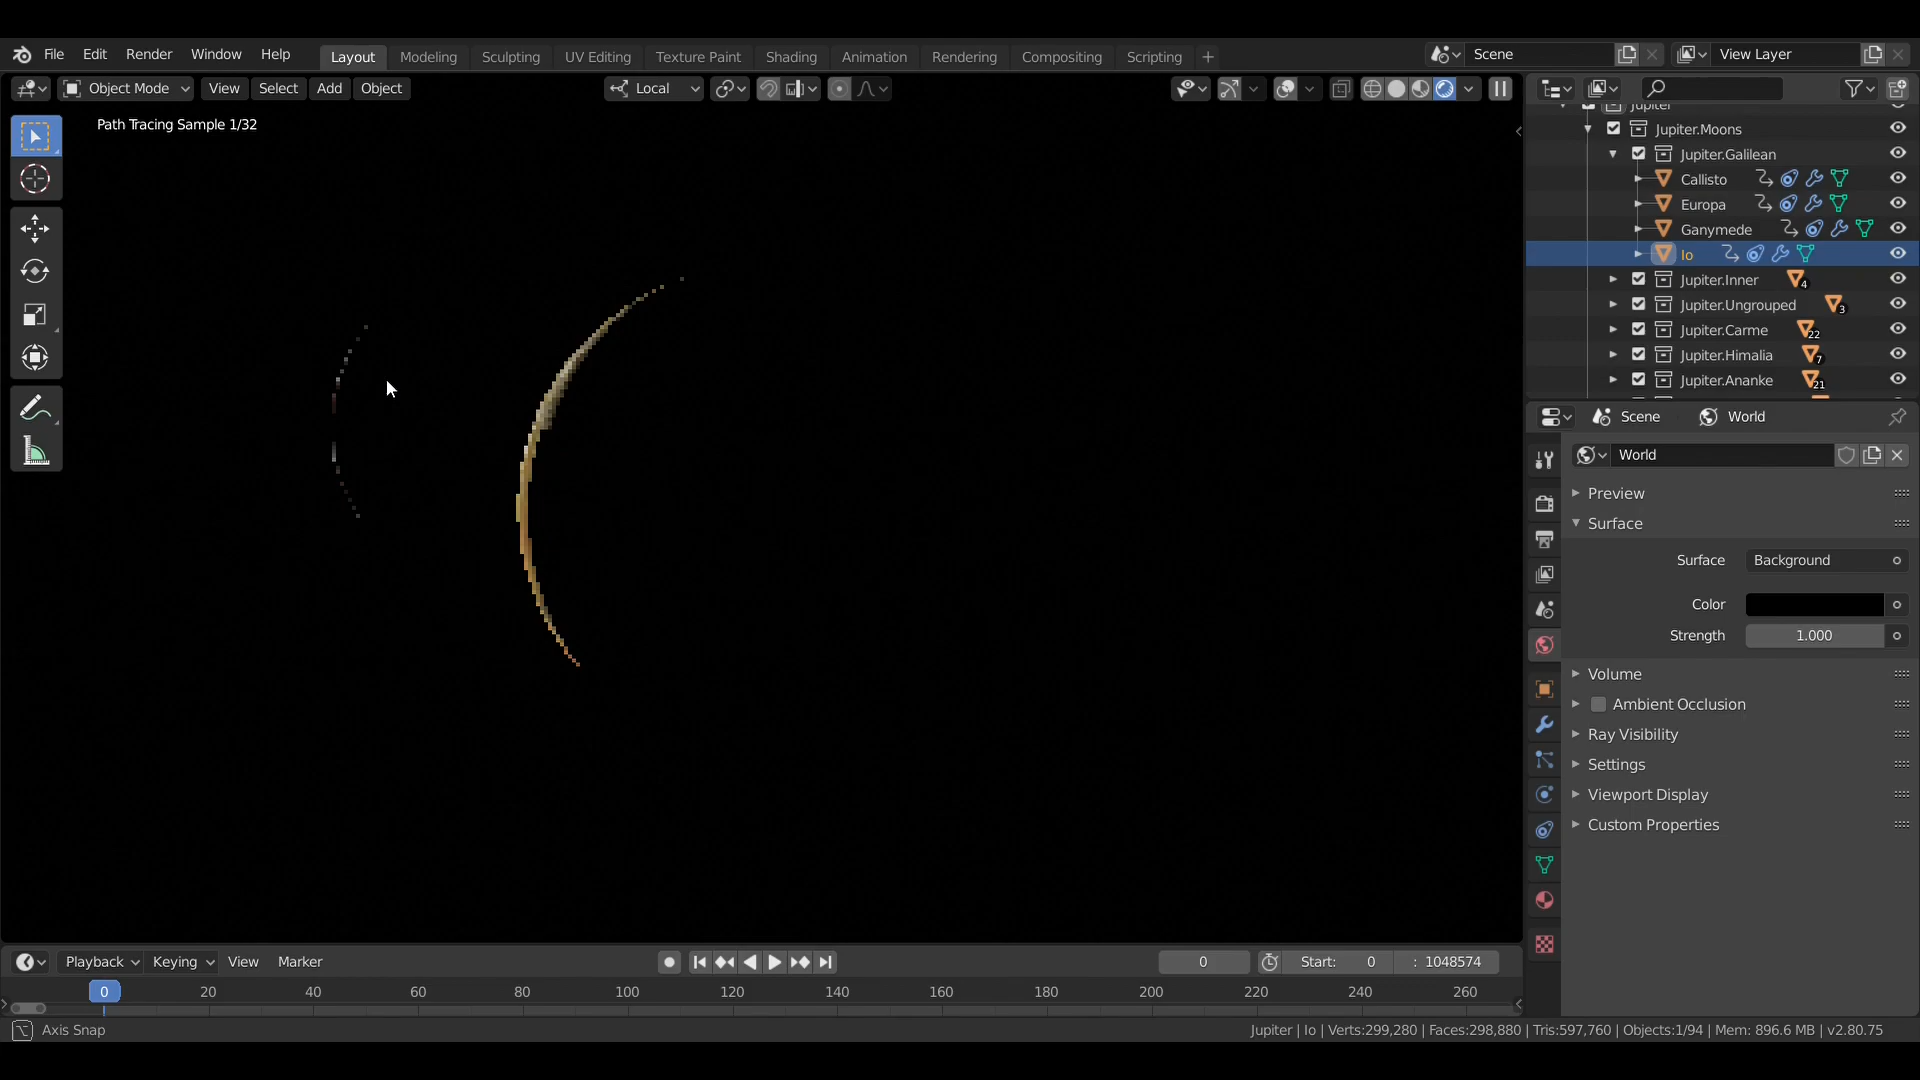 File Edit Render Window Help Layout Modeling Sculpting UV Editing Texture Paint Shading Animation Rendering Compositing Scripting + Scene View Layer
Object Mode View Select Add Object Local
Path Tracing Sample 1/32
Jupiter
Jupiter.Moons
Jupiter.Galilean
Callisto
Europa
Ganymede
Io
Jupiter.Inner 4
Jupiter.Ungrouped 3
Jupiter.Carme 22
Jupiter.Himalia 7
Jupiter.Ananke 21
Scene World
World
Preview
Surface
Surface Background
Color
Strength 1.000
Volume
Ambient Occlusion
Ray Visibility
Settings
Viewport Display
Custom Properties
Playback Keying View Marker 0 Start: 0 : 1048574
0 20 40 60 80 100 120 140 160 180 200 220 240 260
Axis Snap Jupiter | Io | Verts:299,280 | Faces:298,880 | Tris:597,760 | Objects:1/94 | Mem: 896.6 MB | v2.80.75